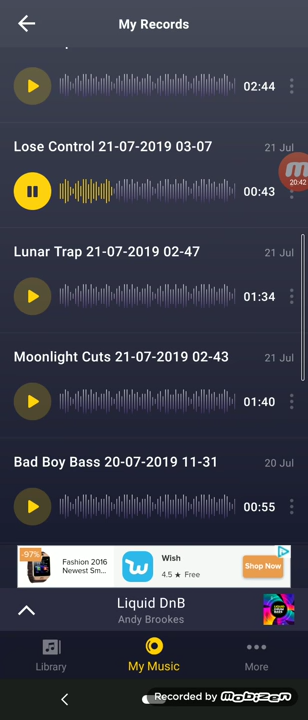 My Records
02:44
Lose Control 21-07-2019 03-07
21 Jul
00:43
20:42
Lunar Trap 21-07-2019 02-47
21 Jul
01:34
Moonlight Cuts 21-07-2019 02-43
21 Jul
01:40
Bad Boy Bass 20-07-2019 11-31
20 Jul
00:55
-97%
Fashion 2016
Newest Sm...
Wish
4.5 ★ Free
Shop Now
Liquid DnB
Andy Brookes
Library
My Music
More
Recorded by mobizen